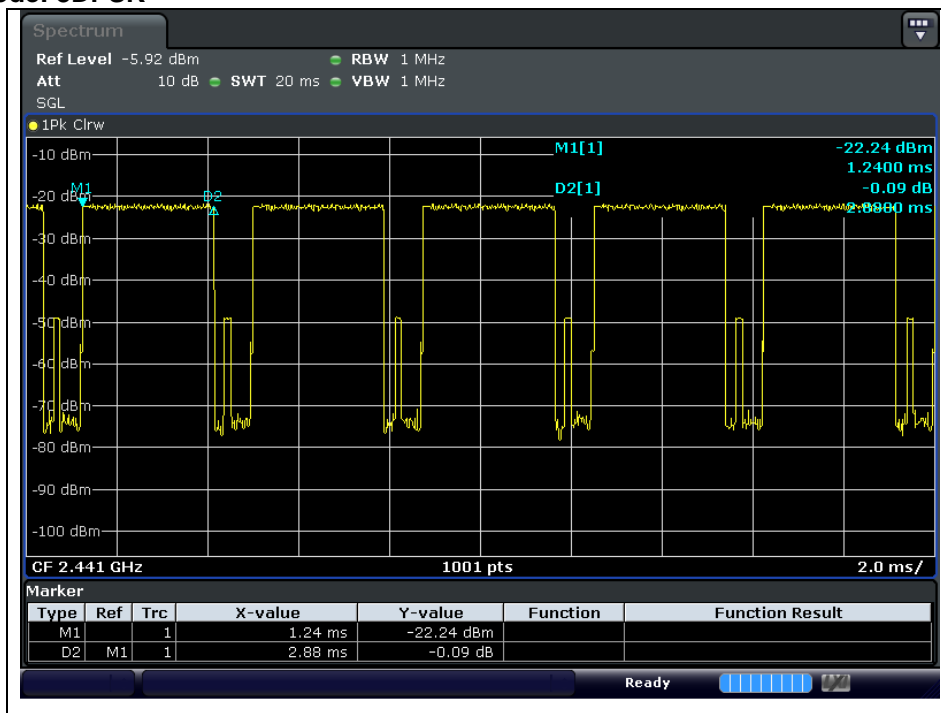 Spectrum
Ref Level -5.92 dBm RBW 1 MHz
Att 10 dB SWT 20 ms VBW 1 MHz
SGL
1Pk Clrw
M1[1] -22.24 dBm
1.2400 ms
D2[1] -0.09 dB
2.8800 ms
-10 dBm
-20 dBm
M1
D2
-30 dBm
-40 dBm
-50 dBm
-60 dBm
-70 dBm
-80 dBm
-90 dBm
-100 dBm
CF 2.441 GHz 1001 pts 2.0 ms/
Marker
Type Ref Trc X-value Y-value Function Function Result
M1 1 1.24 ms -22.24 dBm
D2 M1 1 2.88 ms -0.09 dB
Ready